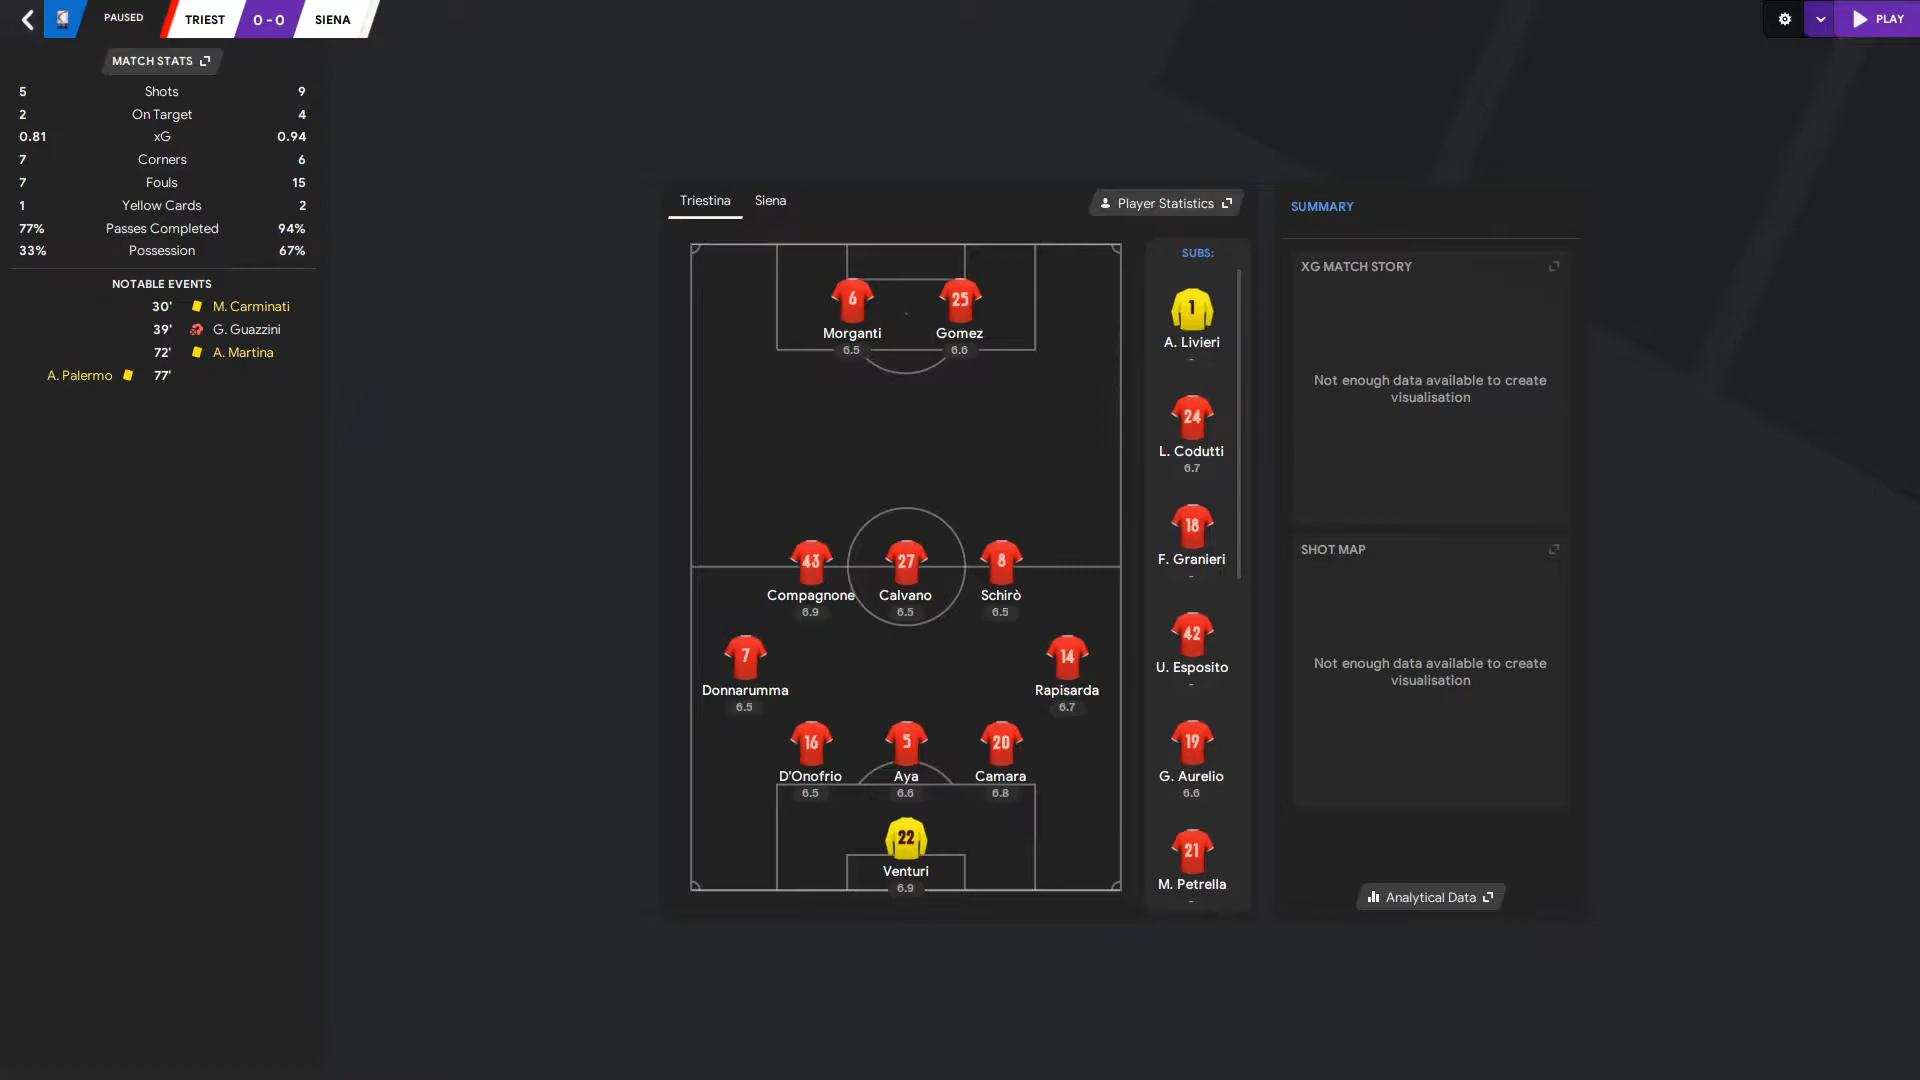 PAUSED
TRIEST 0 - 0 SIENA
PLAY
MATCH STATS
5 Shots 9
2 On Target 4
0.81 xG 0.94
7 Corners 6
7 Fouls 15
1 Yellow Cards 2
77% Passes Completed 94%
33% Possession 67%
NOTABLE EVENTS
30' M. Carminati
39' G. Guazzini
72' A. Martina
A. Palermo 77'
Triestina Siena
Player Statistics
6 25
Morganti Gomez
6.5 6.6
43 27 8
Compagnone Calvano Schirò
6.9 6.5 6.5
7 14
Donnarumma Rapisarda
6.5 6.7
16 5 20
D'Onofrio Aya Camara
6.5 6.6 6.8
22
Venturi
6.9
SUBS:
1
A. Livieri
-
24
L. Codutti
6.7
18
F. Granieri
-
42
U. Esposito
-
19
G. Aurelio
6.6
21
M. Petrella
-
SUMMARY
XG MATCH STORY
Not enough data available to create
visualisation
SHOT MAP
Not enough data available to create
visualisation
Analytical Data